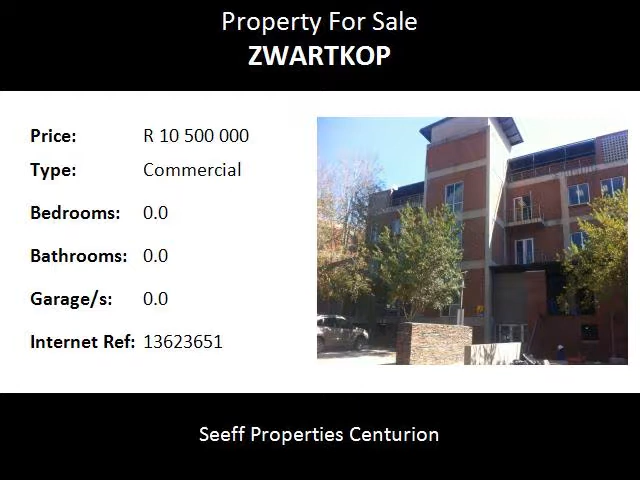 Property For Sale
ZWARTKOP
Price: R 10 500 000
Type: Commercial
Bedrooms: 0.0
Bathrooms: 0.0
Garage/s: 0.0
Internet Ref: 13623651
Seeff Properties Centurion